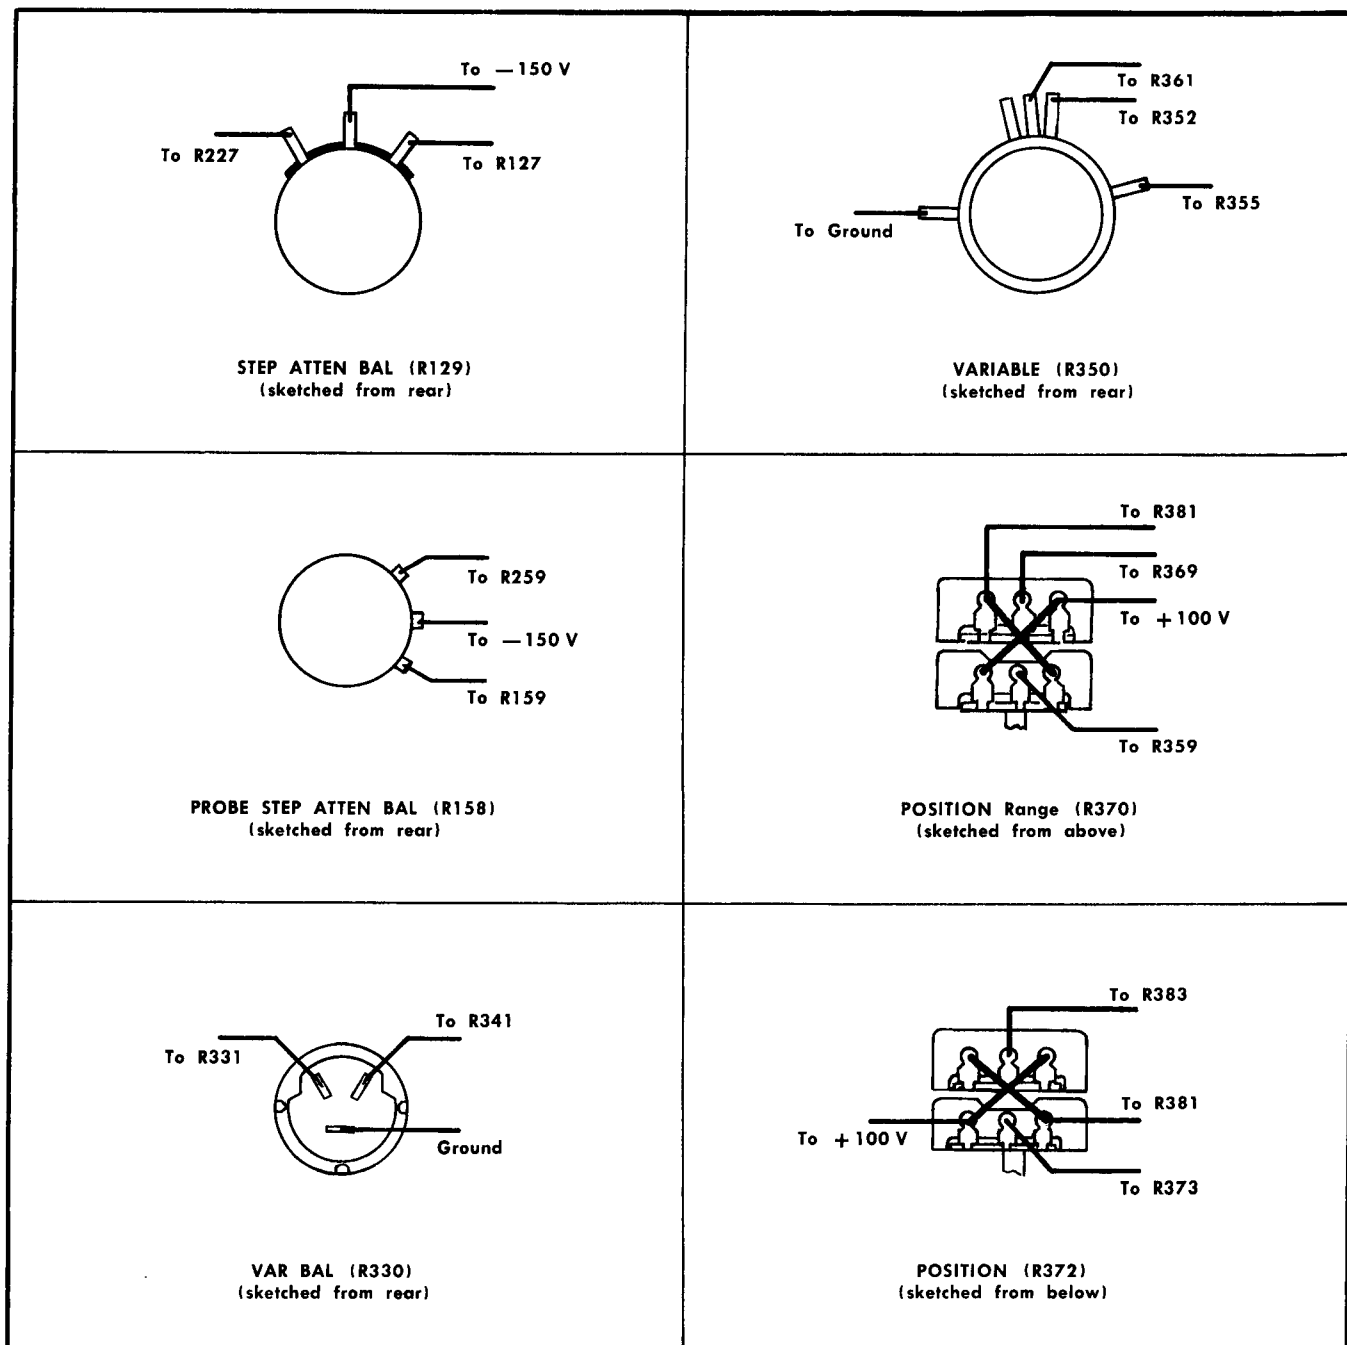 To —150 V
To R227
To R127
STEP ATTEN BAL (R129)
(sketched from rear)
To R361
To R352
To R355
To Ground
VARIABLE (R350)
(sketched from rear)
To R259
To —150 V
To R159
PROBE STEP ATTEN BAL (R158)
(sketched from rear)
To R381
To R369
To +100 V
To R359
POSITION Range (R370)
(sketched from above)
To R341
To R331
Ground
VAR BAL (R330)
(sketched from rear)
To R383
To R381
To +100 V
To R373
POSITION (R372)
(sketched from below)